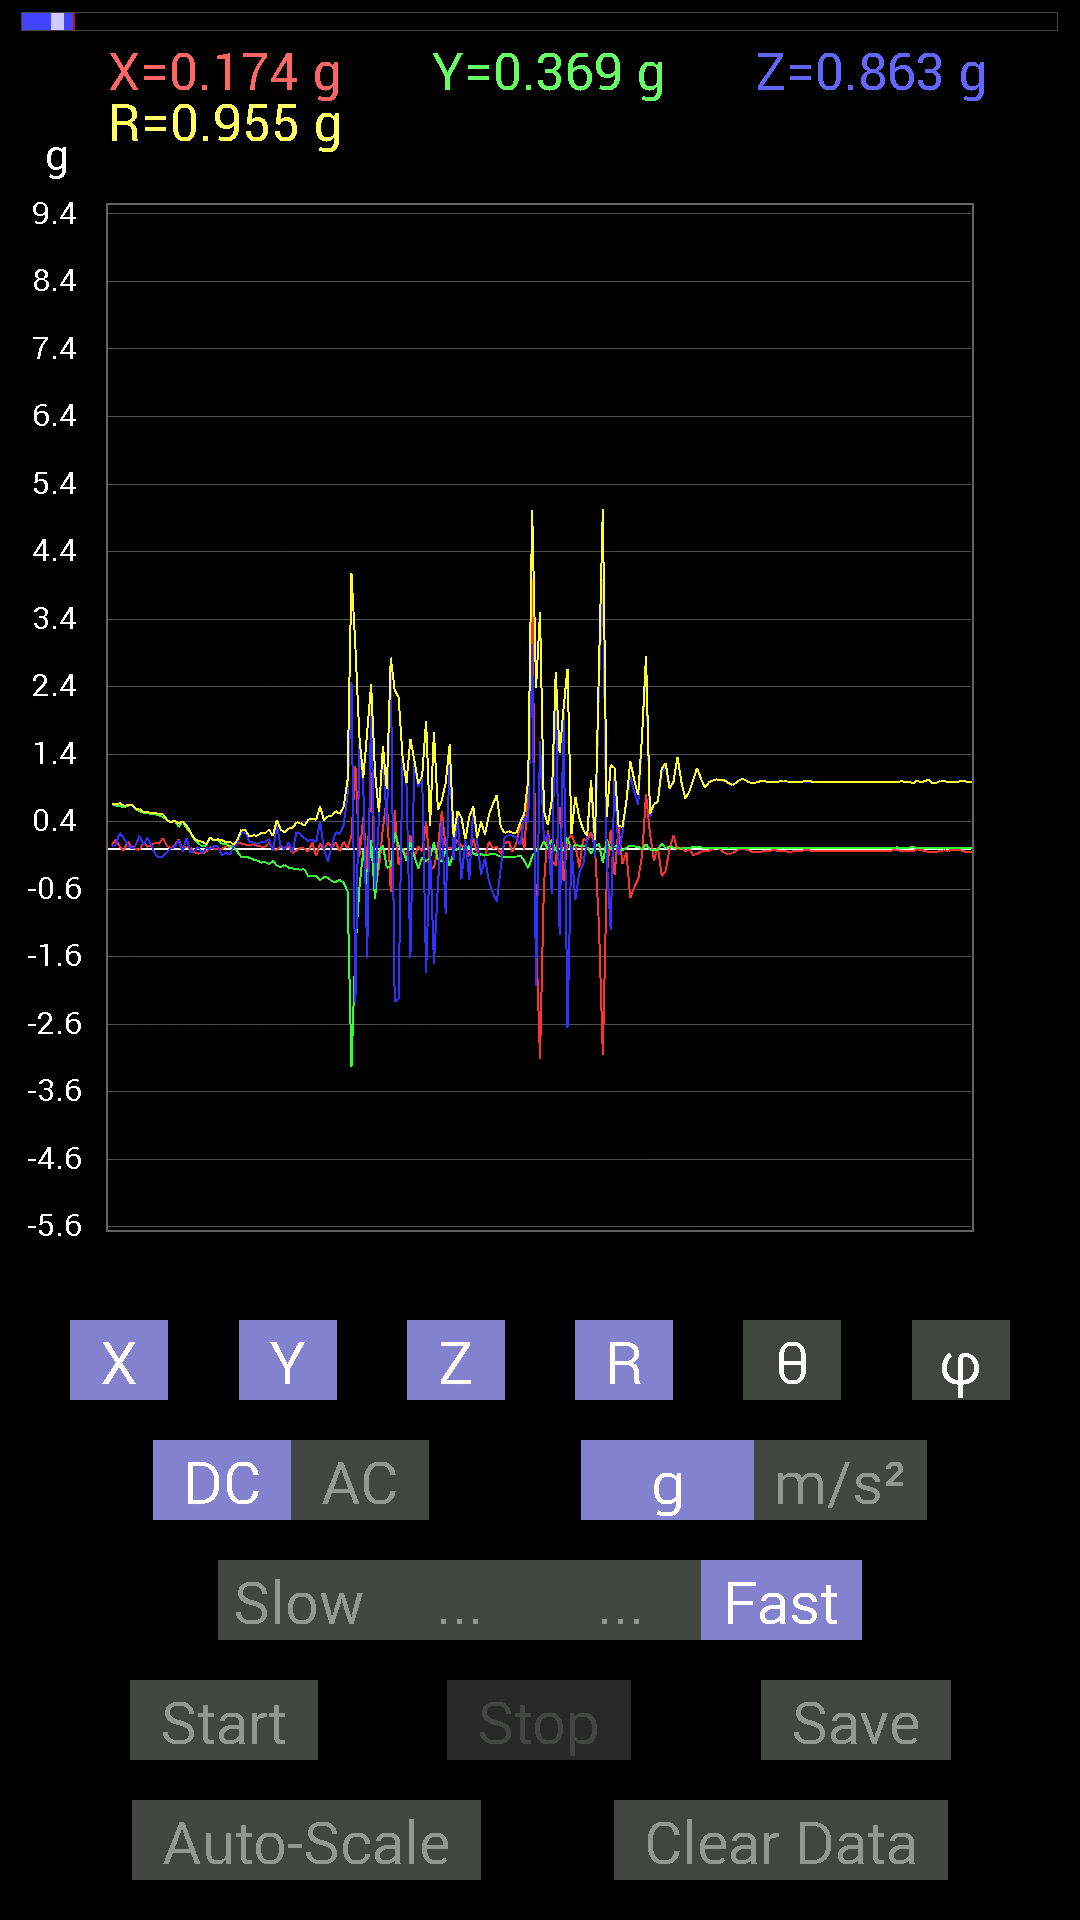 X=0.174 g Y=0.369 g Z=0.863 g
R=0.955 g
g
9.4
8.4
7.4
6.4
5.4
4.4
3.4
2.4
1.4
0.4
-0.6
-1.6
-2.6
-3.6
-4.6
-5.6
X Y Z R θ φ
DC AC g m/s²
Slow ... ... Fast
Start Stop Save
Auto-Scale Clear Data